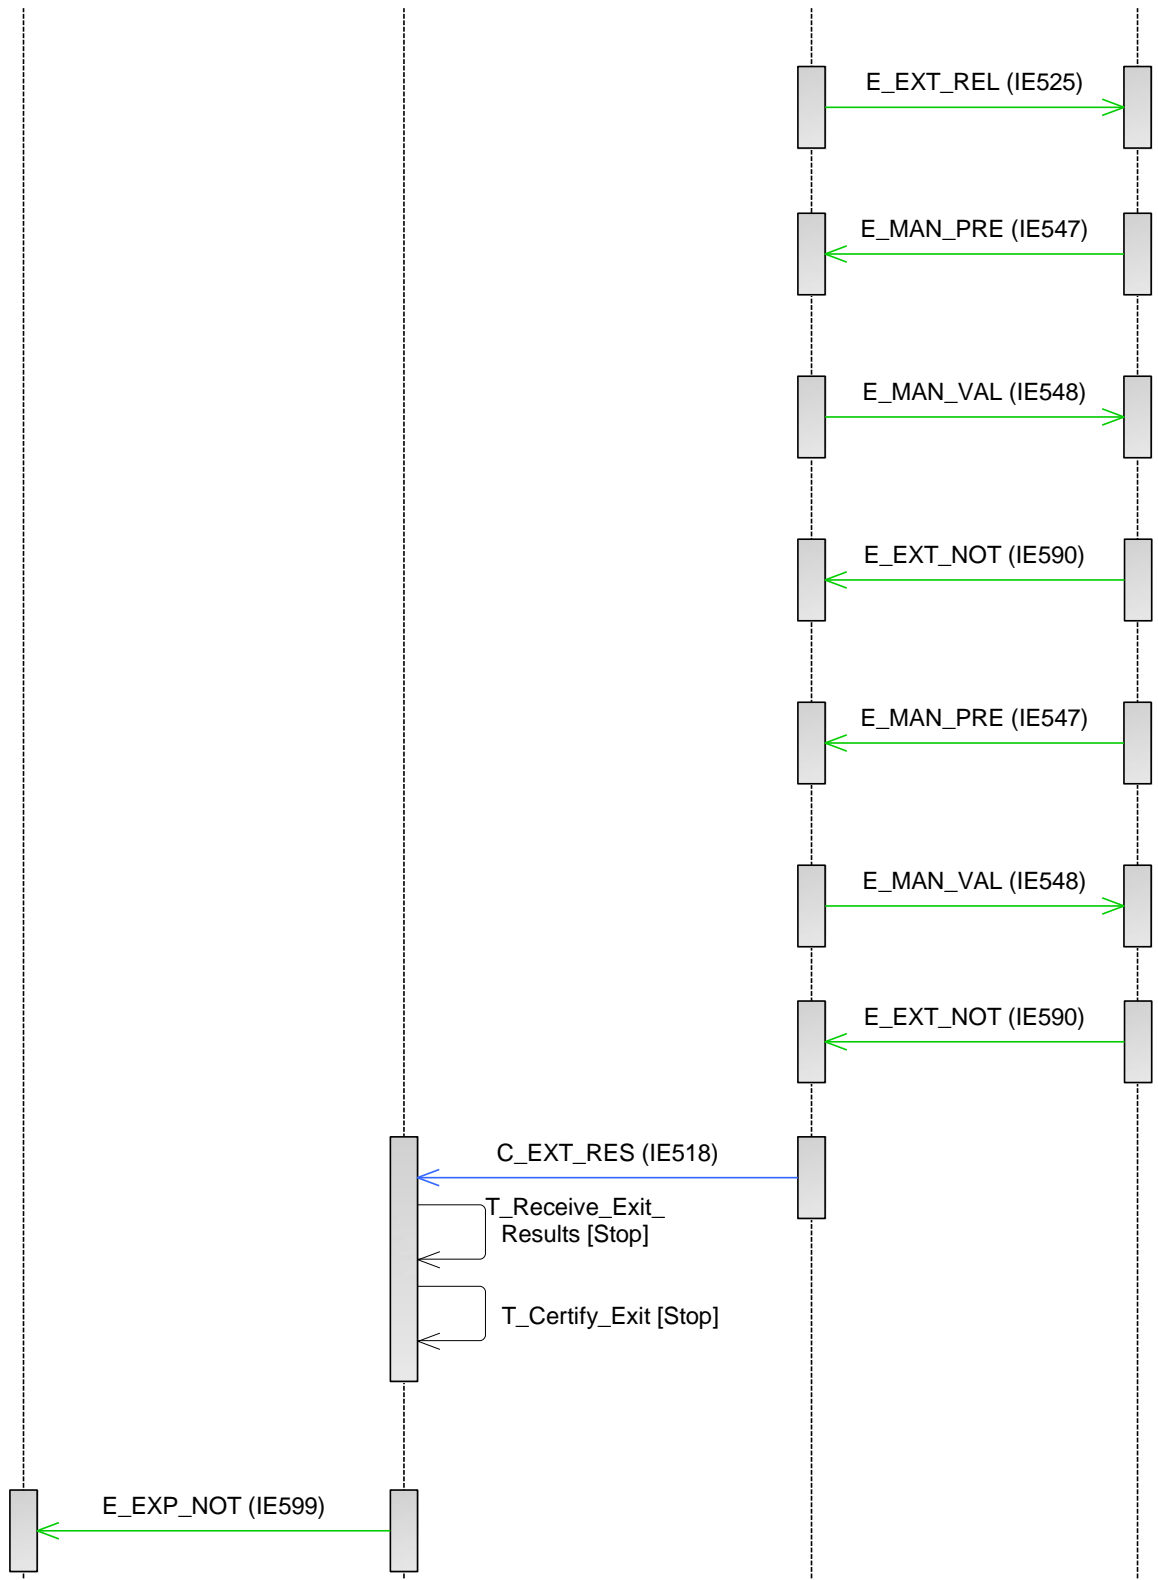 E_EXT_REL (IE525)
E_MAN_PRE (IE547)
E_MAN_VAL (IE548)
E_EXT_NOT (IE590)
E_MAN_PRE (IE547)
E_MAN_VAL (IE548)
E_EXT_NOT (IE590)
C_EXT_RES (IE518)
T_Receive_Exit_
Results [Stop]
T_Certify_Exit [Stop]
E_EXP_NOT (IE599)